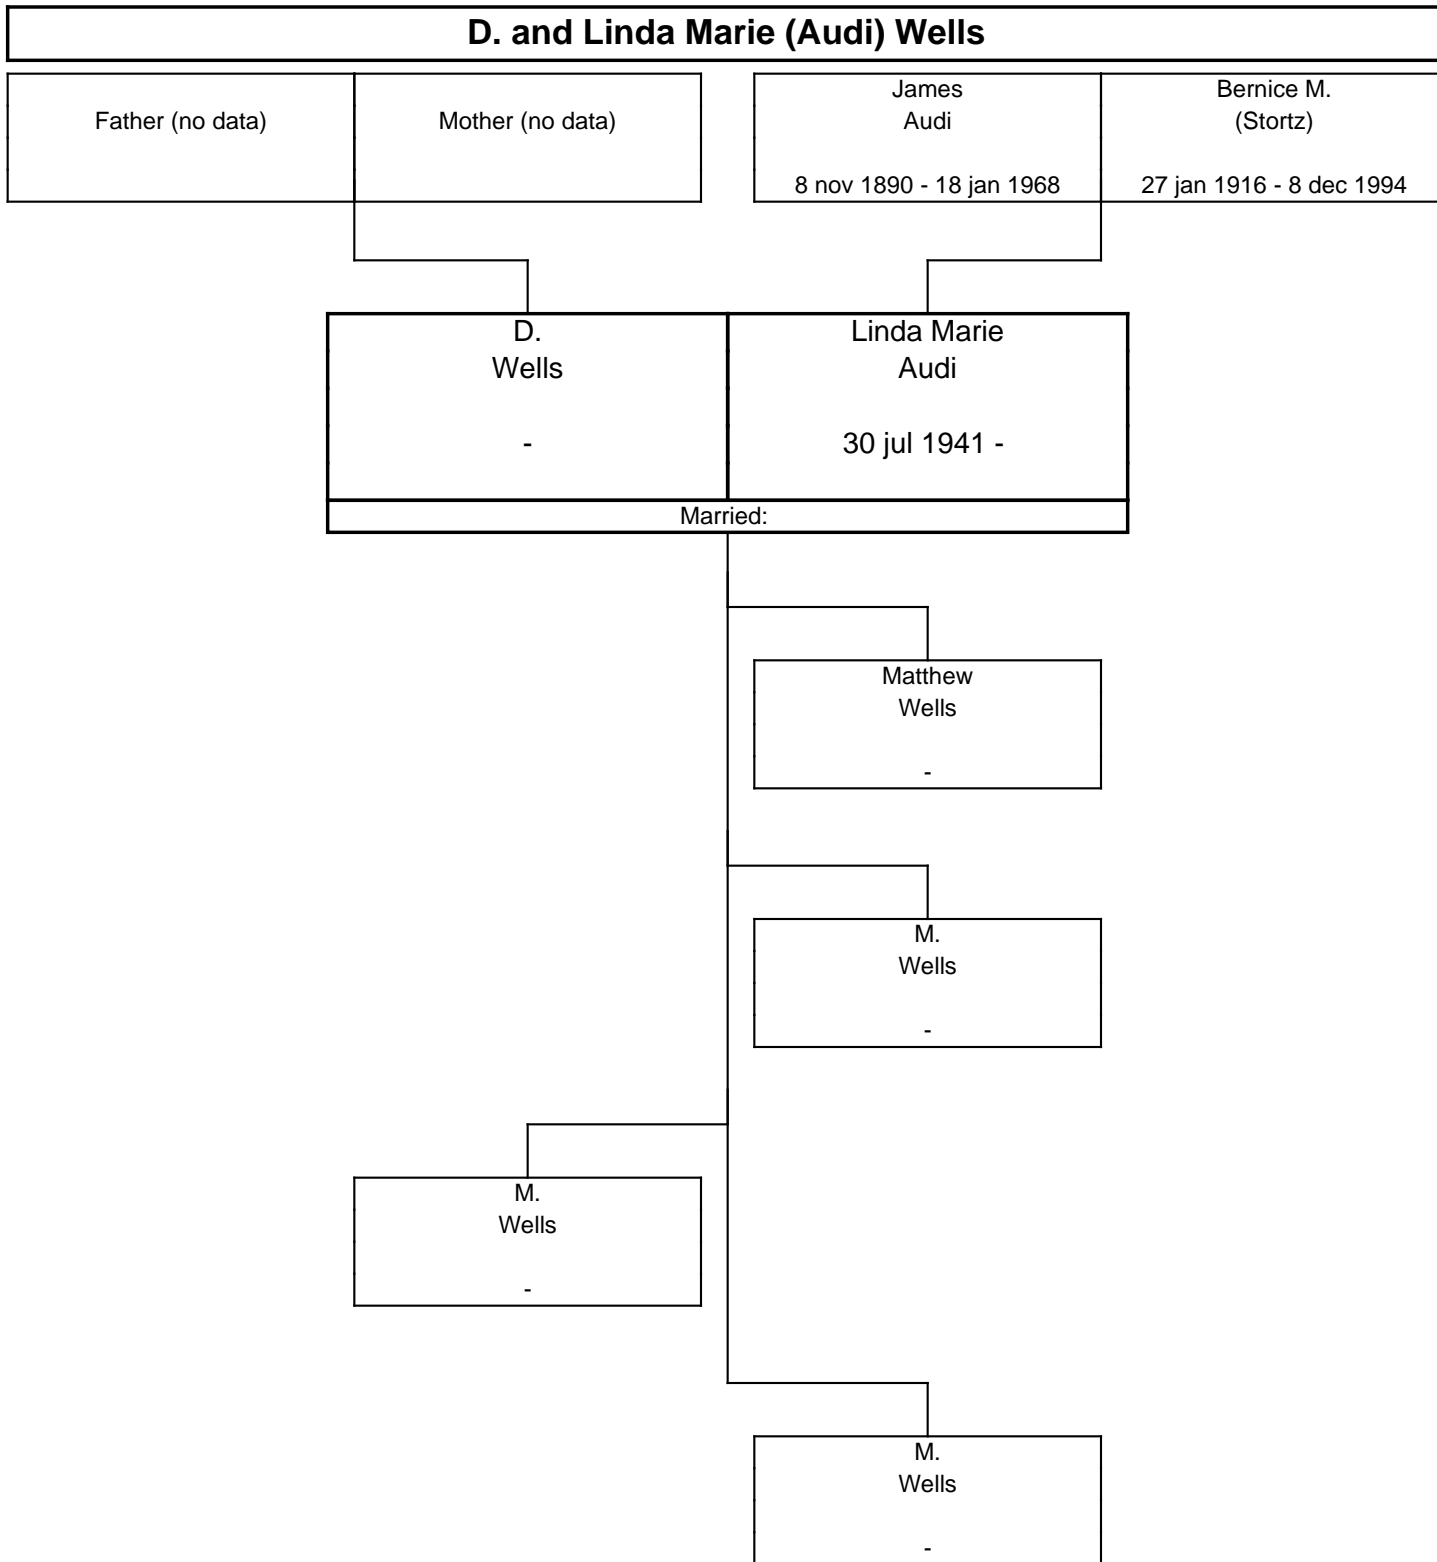 D. and Linda Marie (Audi) Wells
Father (no data)
Mother (no data)
James
Audi
8 nov 1890 - 18 jan 1968
Bernice M.
(Stortz)
27 jan 1916 - 8 dec 1994
D.
Wells
-
Linda Marie
Audi
30 jul 1941 -
Married:
Matthew
Wells
-
M.
Wells
-
M.
Wells
-
M.
Wells
-